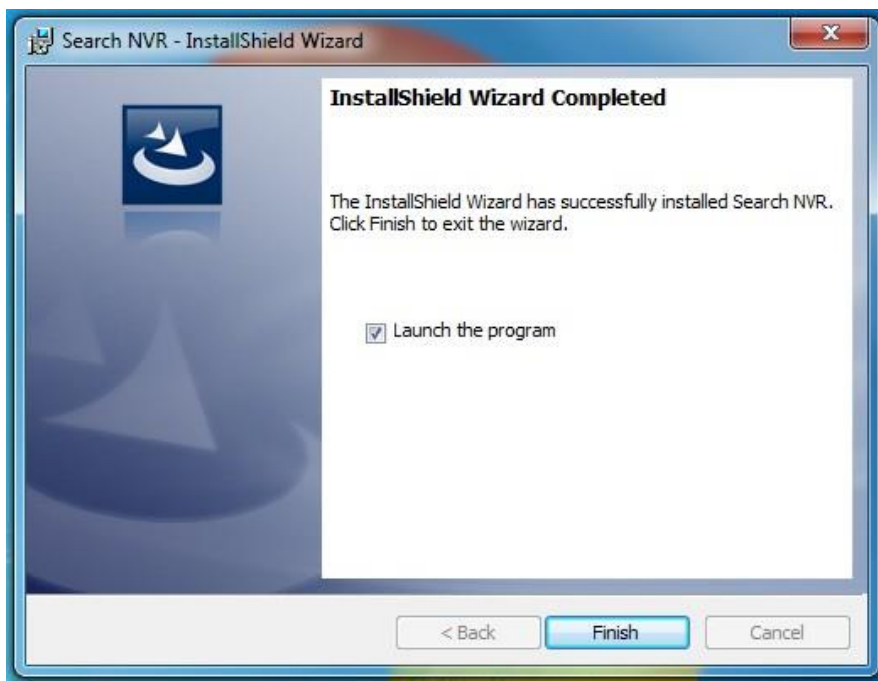 Search NVR - InstallShield Wizard
InstallShield Wizard Completed
The InstallShield Wizard has successfully installed Search NVR.
Click Finish to exit the wizard.
Launch the program
< Back
Finish
Cancel